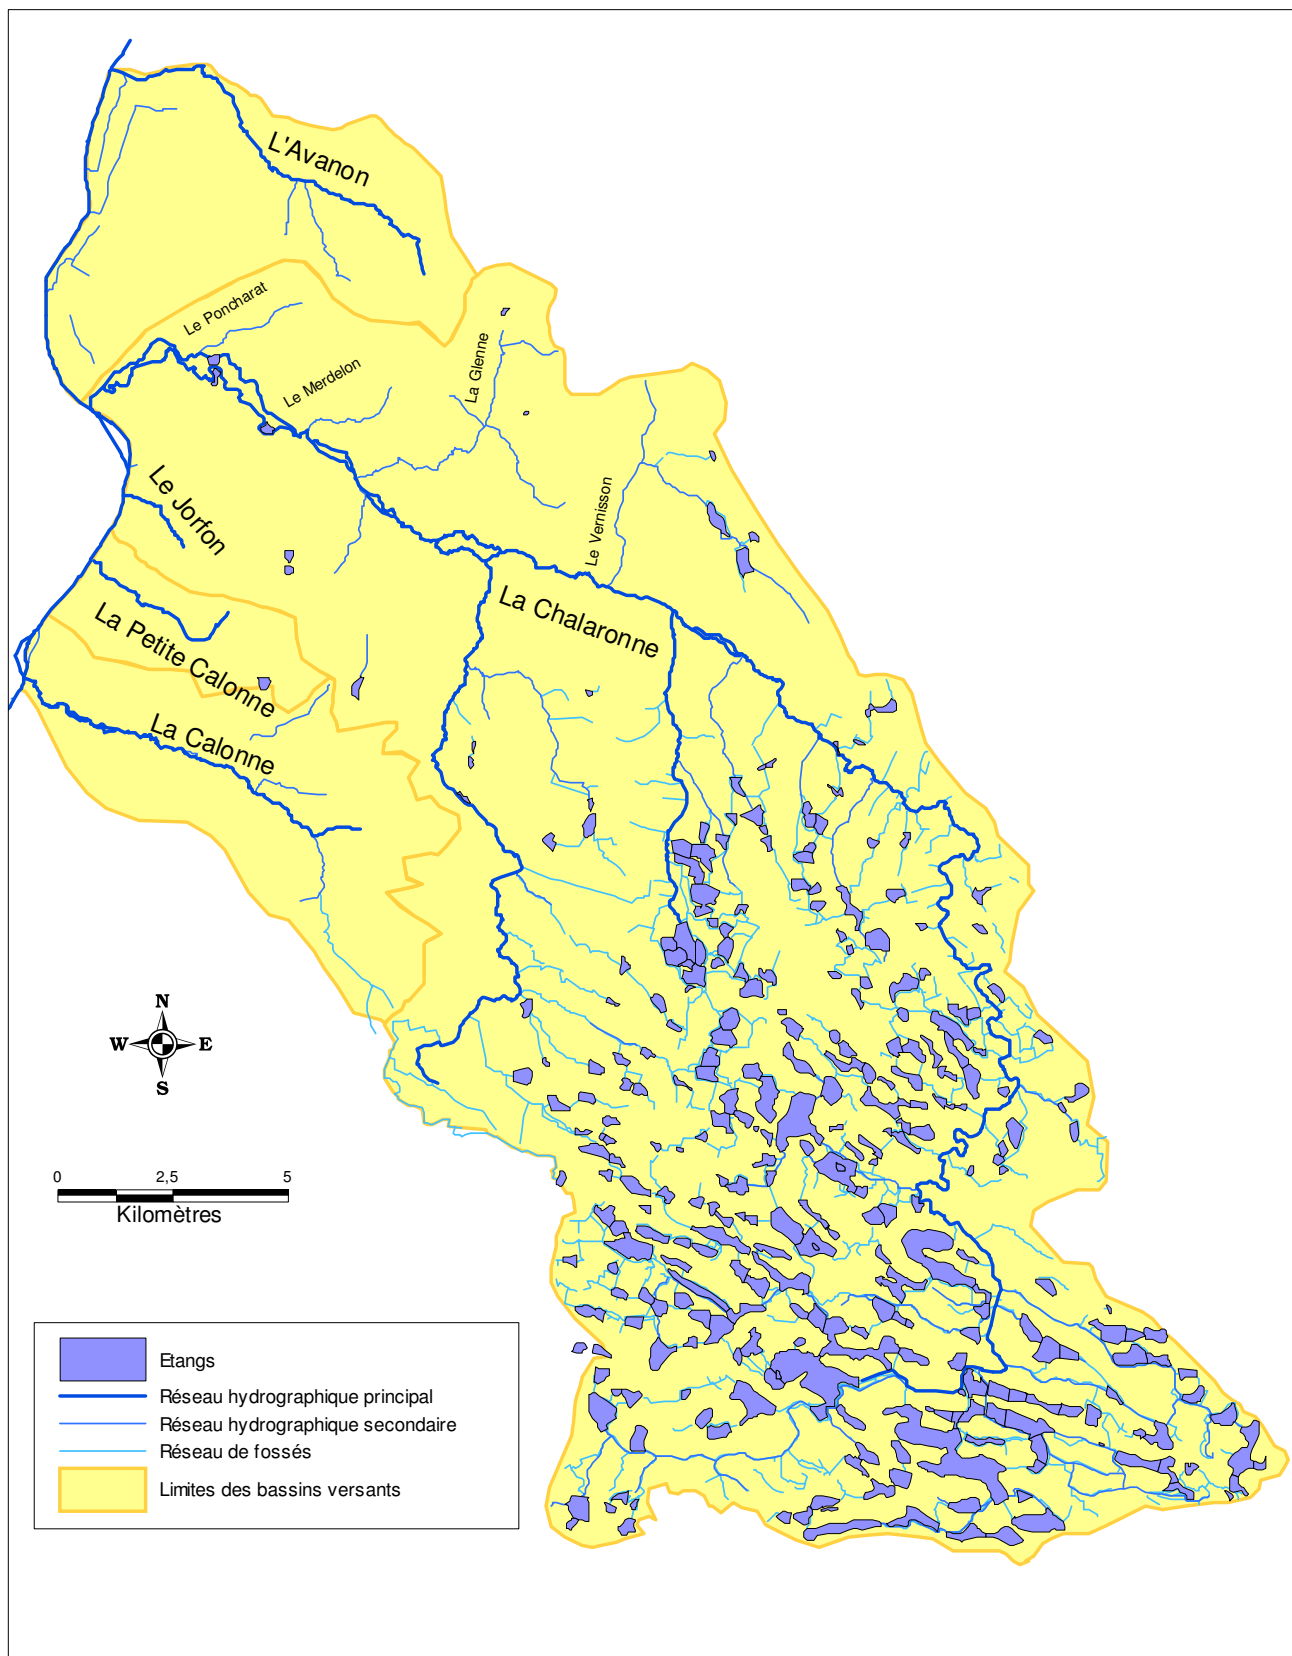 L'Avanon
Le Poncharat
La Glenne
Le Merdelon
Le Jorfon
Le Vernisson
La Chalaronne
La Petite Calonne
La Calonne
N
W E
S
0 2,5 5
Kilomètres
Etangs
Réseau hydrographique principal
Réseau hydrographique secondaire
Réseau de fossés
Limites des bassins versants